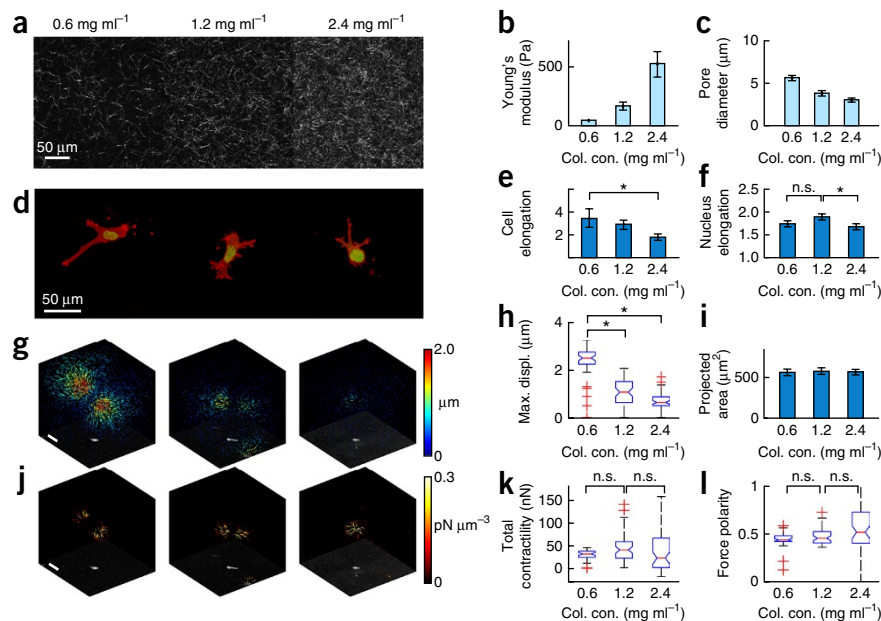 a
0.6 mg ml⁻¹ 1.2 mg ml⁻¹ 2.4 mg ml⁻¹
50 μm
b
Young's modulus (Pa)
500
0
0.6 1.2 2.4
Col. con. (mg ml⁻¹)
c
Pore diameter (μm)
10
5
0
0.6 1.2 2.4
Col. con. (mg ml⁻¹)
d
50 μm
e
Cell elongation
4
2
*
0.6 1.2 2.4
Col. con. (mg ml⁻¹)
f
Nucleus elongation
2.5
2.0
1.5
1.0
n.s. *
0.6 1.2 2.4
Col. con. (mg ml⁻¹)
g
2.0
μm
0
h
Max. displ. (μm)
4
2
0
*
*
0.6 1.2 2.4
Col. con. (mg ml⁻¹)
i
Projected area (μm²)
500
0
0.6 1.2 2.4
Col. con. (mg ml⁻¹)
j
0.3
pN μm⁻³
0
k
Total contractility (nN)
150
100
50
0
n.s. n.s.
0.6 1.2 2.4
Col. con. (mg ml⁻¹)
l
Force polarity
1.0
0.5
0
n.s. n.s.
0.6 1.2 2.4
Col. con. (mg ml⁻¹)